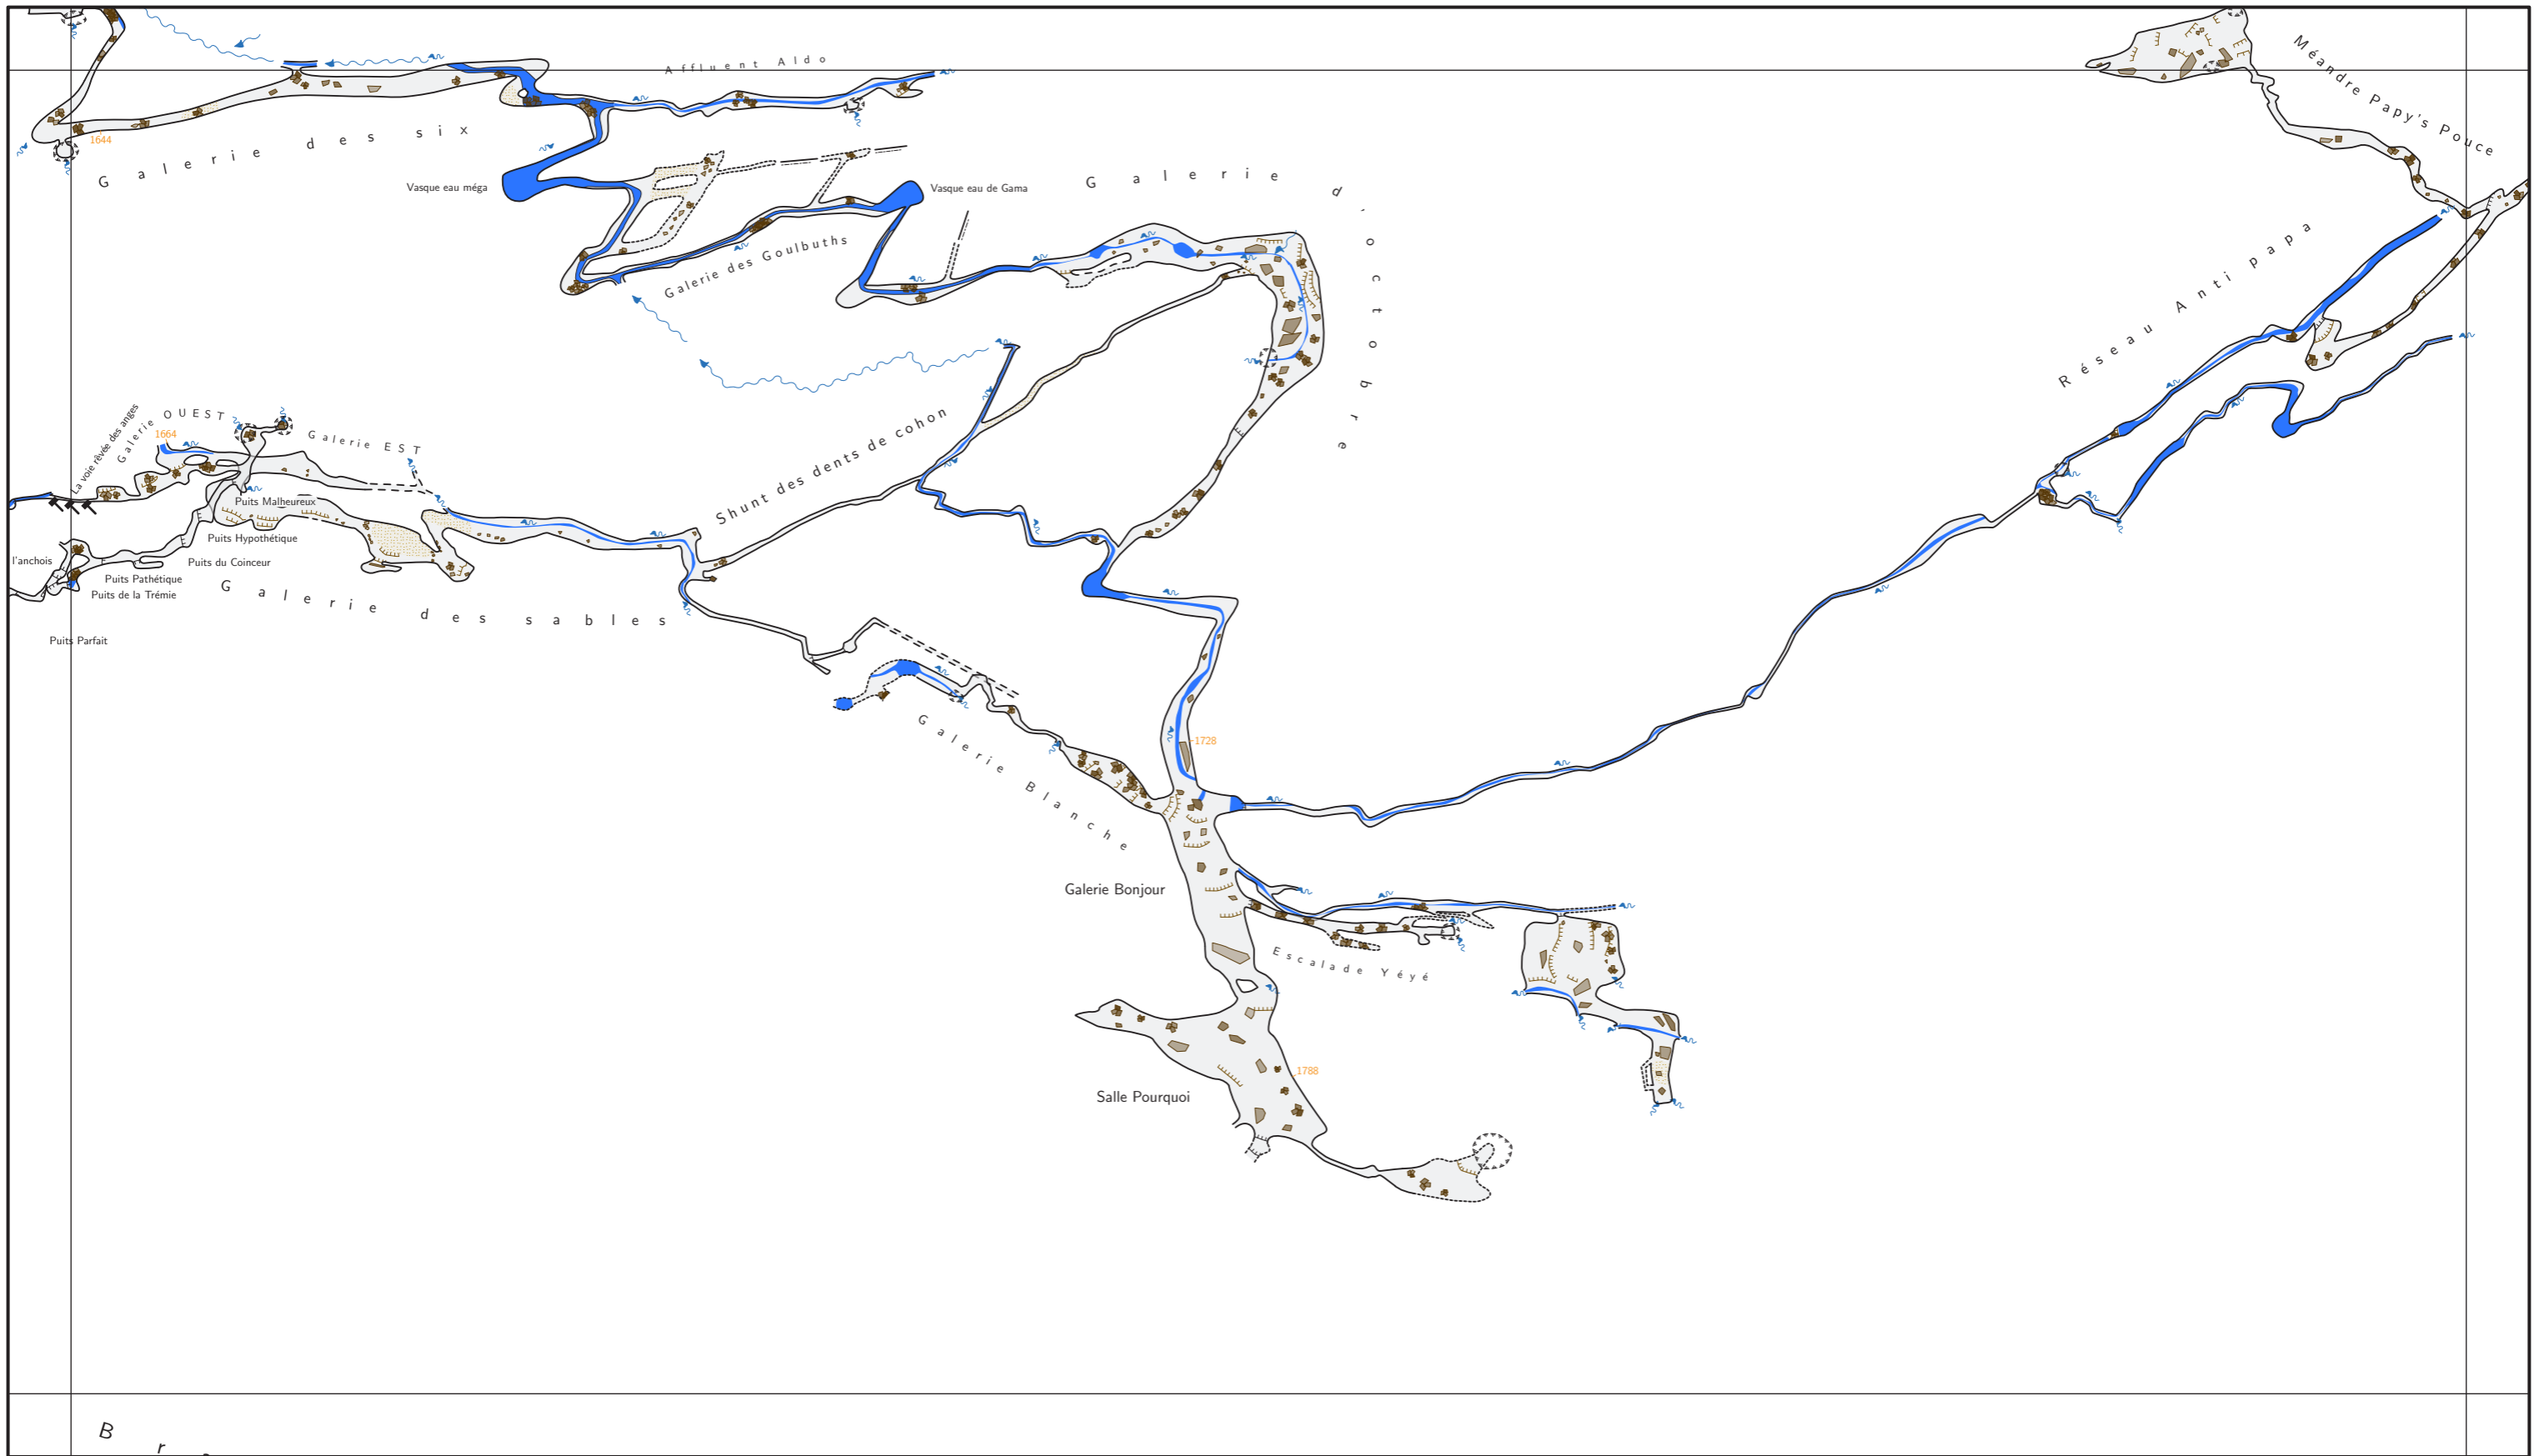 Affluent Aldo
Méandre Papy's Pouce
1644
Galerie des six
Vasque eau méga
Vasque eau de Gama
Galerie d'octobre
Galerie des Goulbuths
Réseau Anti papa
La voie rêvée des anges
Galerie OUEST
1664
Galerie EST
Shunt des dents de cohon
Puits Malheureux
Puits Hypothétique
l'anchois
Puits du Coinceur
Puits Pathétique
Puits de la Trémie
Galerie des sables
Puits Parfait
Galerie Blanche
1728
Galerie Bonjour
Escalade Yéyé
1788
Salle Pourquoi
B r